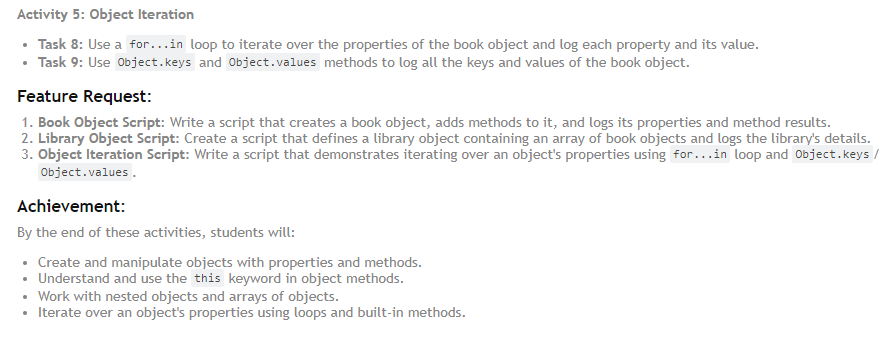 Activity 5: Object Iteration
• Task 8: Use a for...in loop to iterate over the properties of the book object and log each property and its value.
• Task 9: Use Object.keys and Object.values methods to log all the keys and values of the book object.
Feature Request:
1. Book Object Script: Write a script that creates a book object, adds methods to it, and logs its properties and method results.
2. Library Object Script: Create a script that defines a library object containing an array of book objects and logs the library's details.
3. Object Iteration Script: Write a script that demonstrates iterating over an object's properties using for...in loop and Object.keys/
Object.values.
Achievement:
By the end of these activities, students will:
• Create and manipulate objects with properties and methods.
• Understand and use the this keyword in object methods.
• Work with nested objects and arrays of objects.
• Iterate over an object's properties using loops and built-in methods.